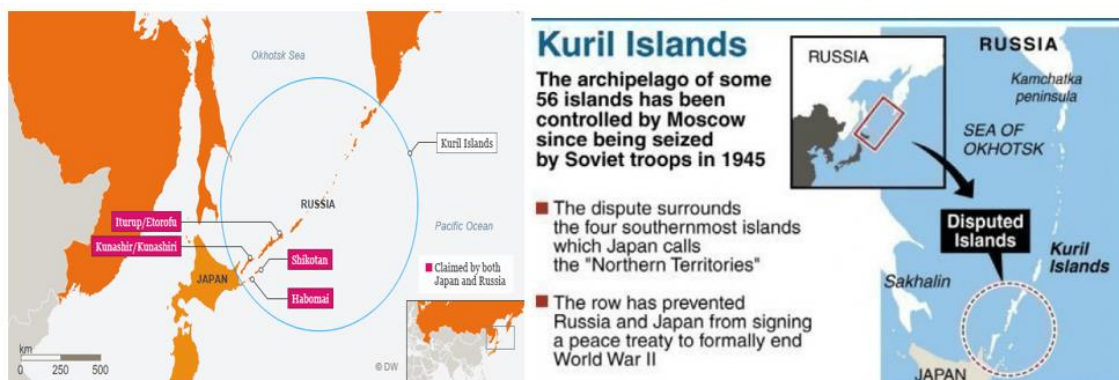 Okhotsk Sea
Kuril Islands
RUSSIA
Iturup/Etorofu
Pacific Ocean
Kunashir/Kunashiri
Shikotan
JAPAN
Claimed by both
Japan and Russia
Habomai
km
0 250 500
© DW
Kuril Islands
The archipelago of some
56 islands has been
controlled by Moscow
since being seized
by Soviet troops in 1945
The dispute surrounds
the four southernmost islands
which Japan calls
the "Northern Territories"
The row has prevented
Russia and Japan from signing
a peace treaty to formally end
World War II
RUSSIA
RUSSIA
Kamchatka
peninsula
SEA OF
OKHOTSK
Disputed
Islands
Kuril
Islands
Sakhalin
JAPAN